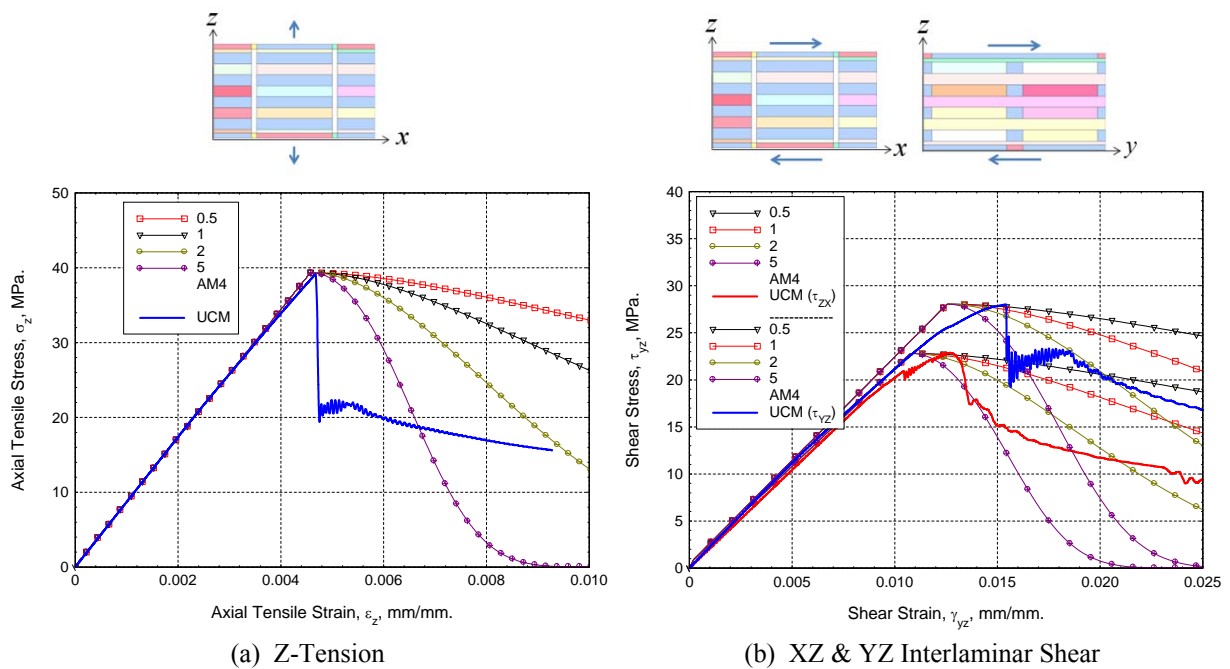 z
x
z
x
z
y
50
40
30
20
10
0
Axial Tensile Stress, σz, MPa.
0.5
1
2
5
AM4
UCM
0
0.002
0.004
0.006
0.008
0.010
Axial Tensile Strain, εz, mm/mm.
(a) Z-Tension
40
35
30
25
20
15
10
5
0
Shear Stress, τyz, MPa.
0.5
1
2
5
AM4
UCM (τZX)
0.5
1
2
5
AM4
UCM (τYZ)
0
0.005
0.010
0.015
0.020
0.025
Shear Strain, γyz, mm/mm.
(b) XZ & YZ Interlaminar Shear